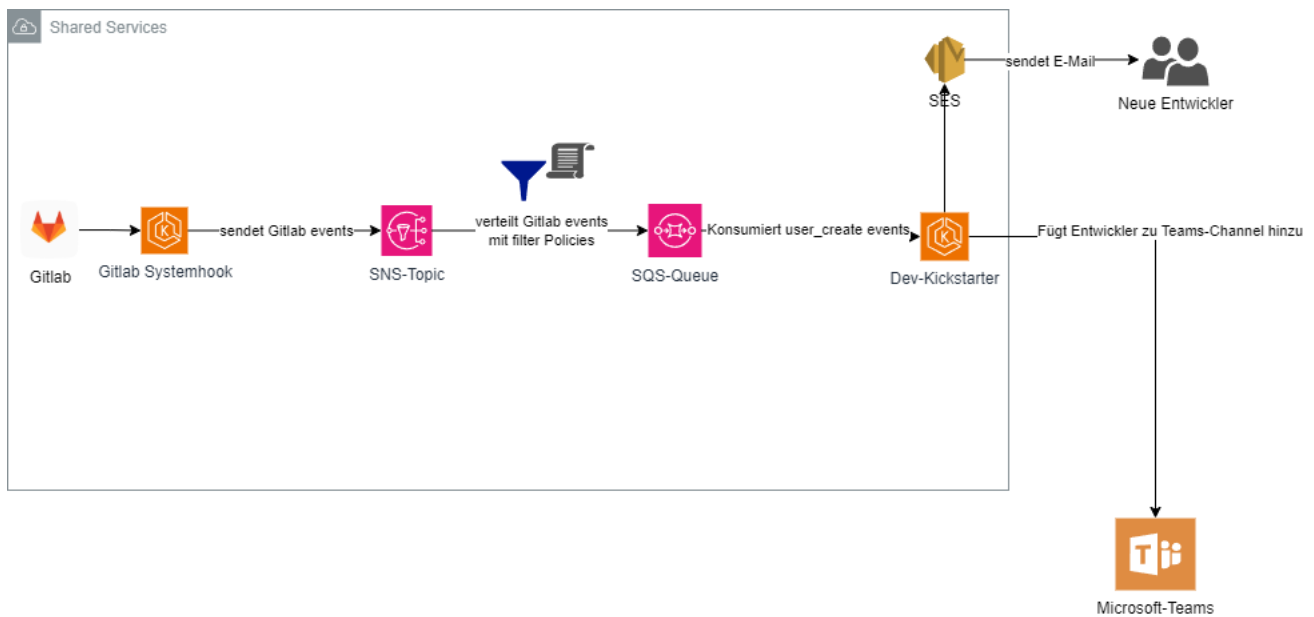 Shared Services
SES
sendet E-Mail
Neue Entwickler
Gitlab
Gitlab Systemhook
sendet Gitlab events
SNS-Topic
verteilt Gitlab events
mit filter Policies
SQS-Queue
Konsumiert user_create events
Dev-Kickstarter
Fügt Entwickler zu Teams-Channel hinzu
Microsoft-Teams